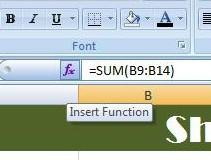 B I U A
Font
fx =SUM(B9:B14)
B
Insert Function
Sh